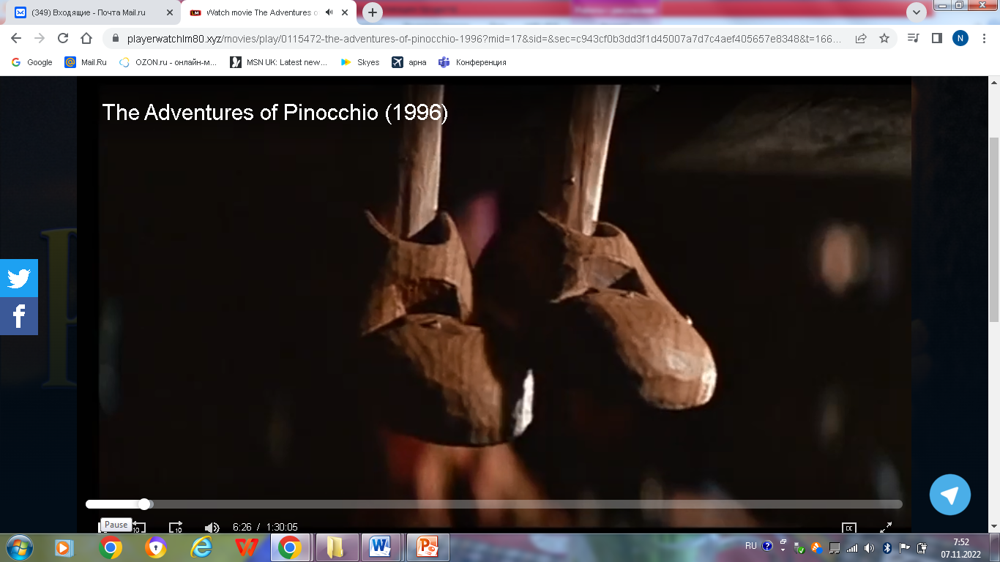 (349) Входящие - Почта Mail.ru
Watch movie The Adventures o
playerwatchlm80.xyz/movies/play/0115472-the-adventures-of-pinocchio-1996?mid=17&sid=&sec=c943cf0b3dd3f1d45007a7d7c4aef405657e8348&t=166...
N
Google
Mail.Ru
OZON.ru - онлайн-м...
MSN UK: Latest new...
Skyes
арна
Конференция
The Adventures of Pinocchio (1996)
Pause
10
10
6:26 / 1:30:05
RU
7:52
07.11.2022